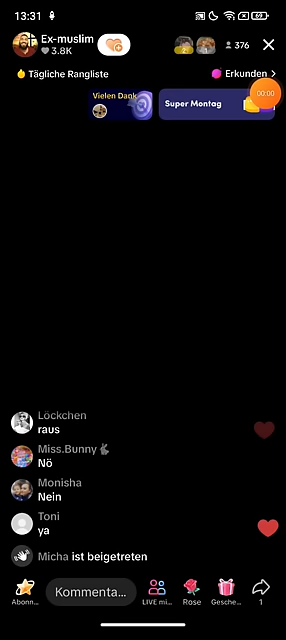 13:31
69
Ex-muslim
3.8K
376
Tägliche Rangliste
Erkunden
Vielen Dank
Super Montag
00:00
Löckchen
raus
Miss.Bunny
Nö
Monisha
Nein
Toni
ya
Micha ist beigetreten
Abonn...
Kommenta...
LIVE mi...
Rose
Gesche...
1